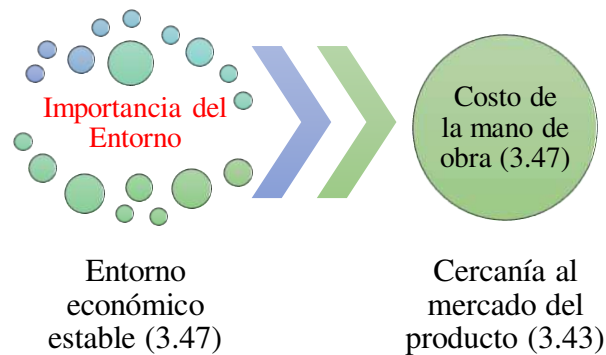 Importancia del
Entorno
Costo de
la mano de
obra (3.47)
Entorno
económico
estable (3.47)
Cercanía al
mercado del
producto (3.43)